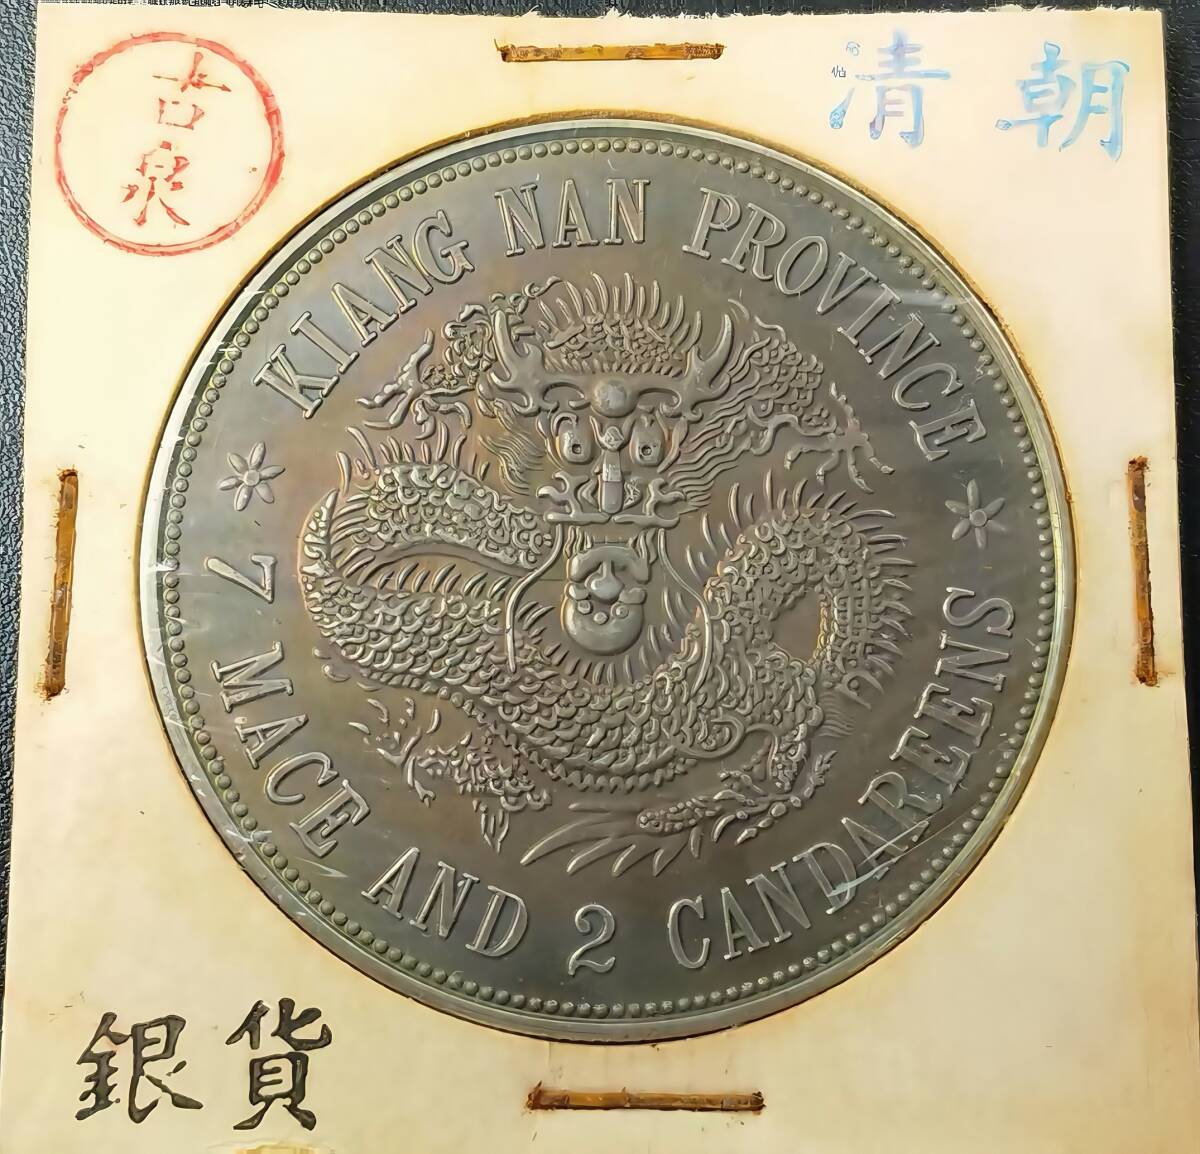 古
泉
清朝
KIANG NAN PROVINCE
7 MACE AND 2 CANDAREENS
銀貨